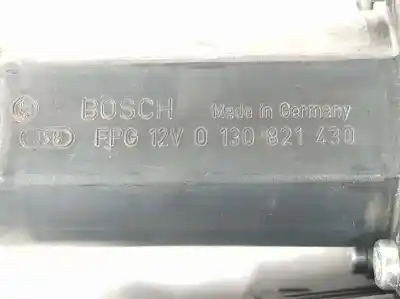 BOSCH Made in Germany
FPG 12V 0 130 821 430